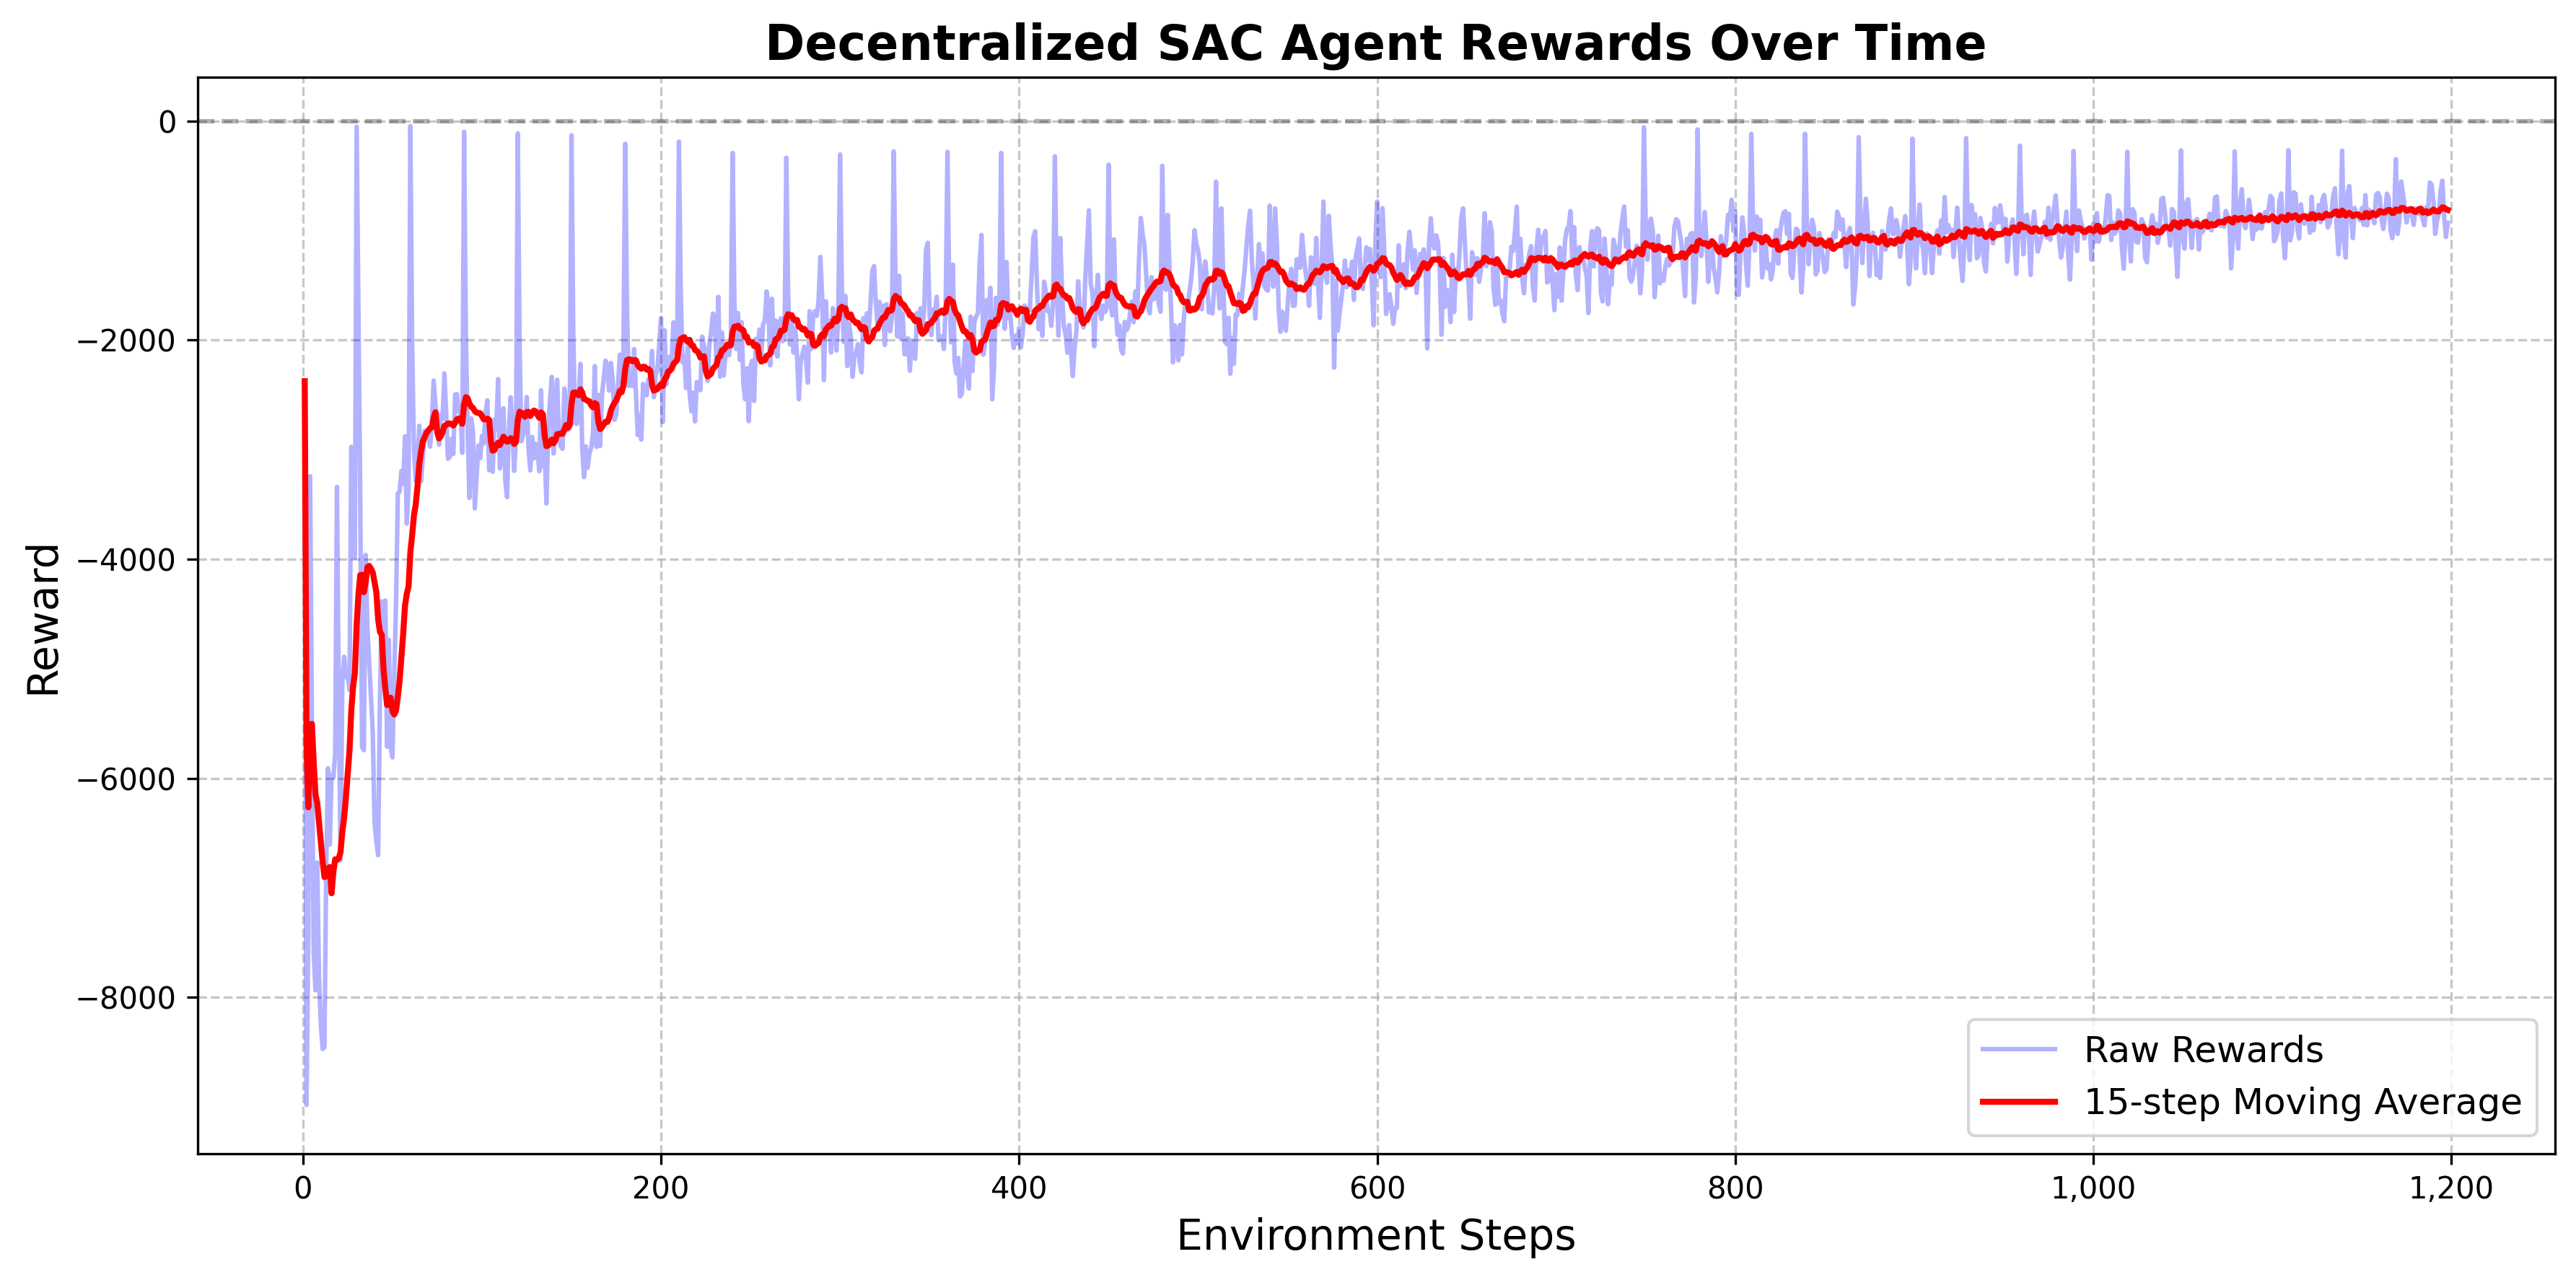 Decentralized SAC Agent Rewards Over Time
0
−2000
−4000
−6000
−8000
Reward
0 200 400 600 800 1,000 1,200
Environment Steps
Raw Rewards
15-step Moving Average